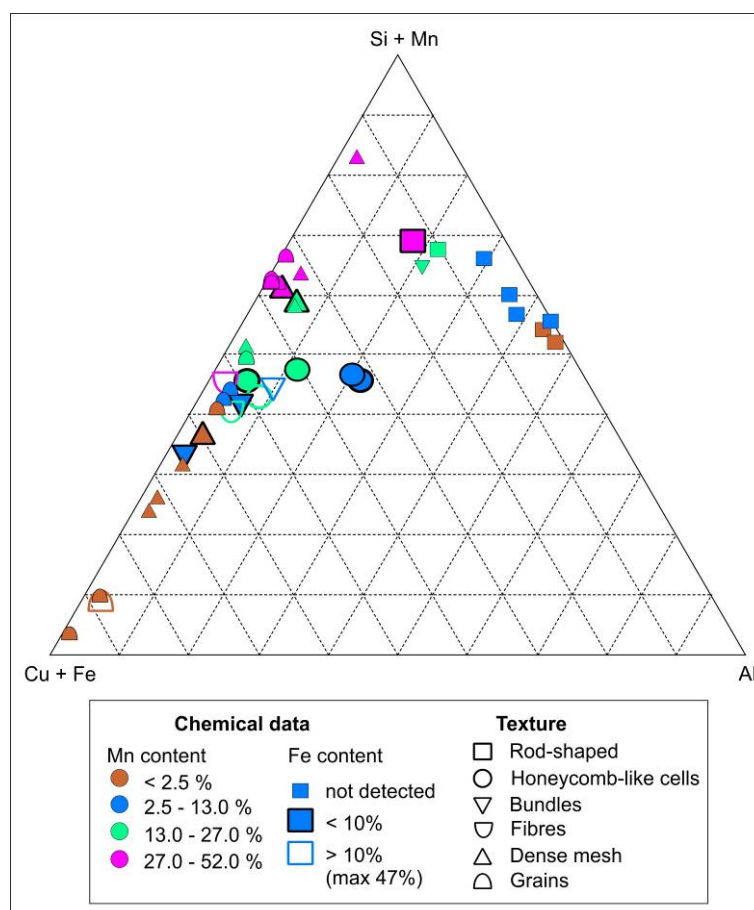 Si + Mn
Cu + Fe
Al
Chemical data
Mn content
< 2.5 %
2.5 - 13.0 %
13.0 - 27.0 %
27.0 - 52.0 %
Fe content
not detected
< 10%
> 10%
(max 47%)
Texture
Rod-shaped
Honeycomb-like cells
Bundles
Fibres
Dense mesh
Grains